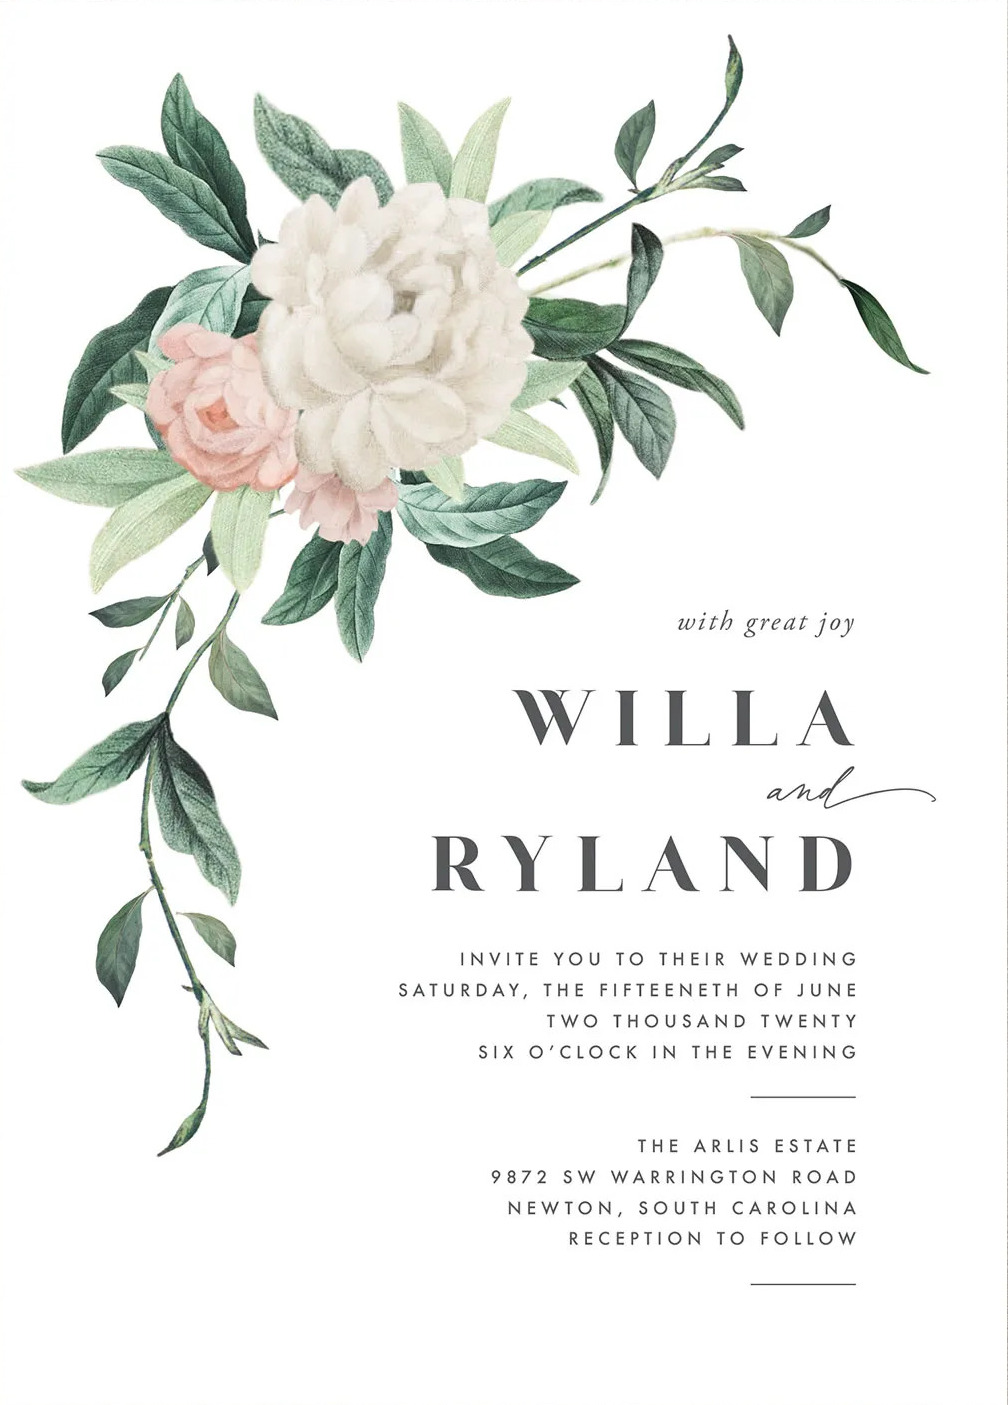 with great joy
WILLA
and
RYLAND
INVITE YOU TO THEIR WEDDING
SATURDAY, THE FIFTEENETH OF JUNE
TWO THOUSAND TWENTY
SIX O’CLOCK IN THE EVENING
THE ARLIS ESTATE
9872 SW WARRINGTON ROAD
NEWTON, SOUTH CAROLINA
RECEPTION TO FOLLOW